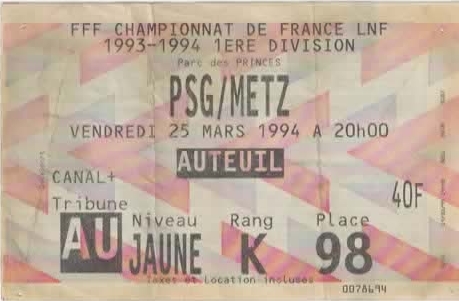 FFF CHAMPIONNAT DE FRANCE LNF
1993-1994 1ERE DIVISION
Parc des PRINCES
PSG/METZ
VENDREDI 25 MARS 1994 A 20h00
AUTEUIL
CANAL+
40F
Tribune Niveau Rang Place
AU JAUNE K 98
Taxes et Location incluses
0078694